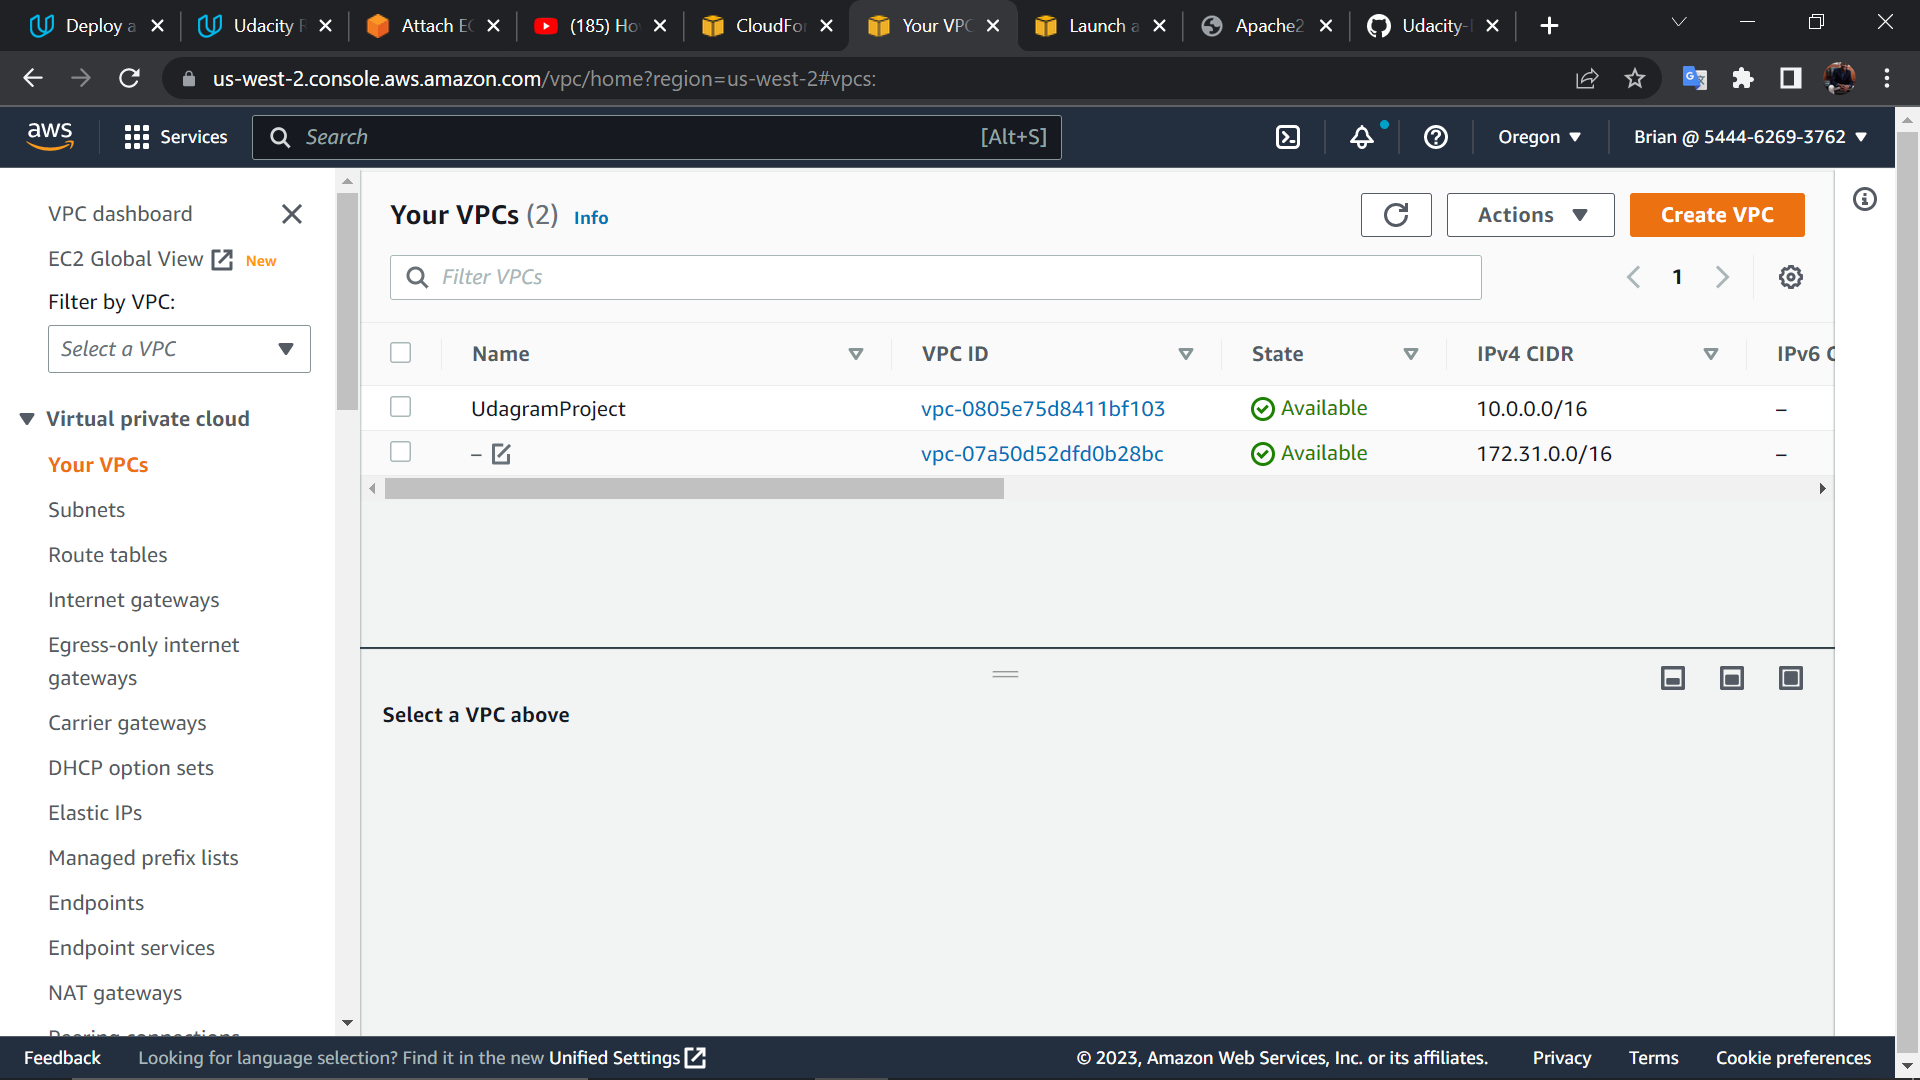 Deploy a
Udacity R
Attach EC
(185) Ho
CloudFor
Your VPC
Launch a
Apache2
Udacity-
us-west-2.console.aws.amazon.com/vpc/home?region=us-west-2#vpcs:
aws
Services
Search
[Alt+S]
Oregon
Brian @ 5444-6269-3762
VPC dashboard
EC2 Global View New
Filter by VPC:
Select a VPC
Virtual private cloud
Your VPCs
Subnets
Route tables
Internet gateways
Egress-only internet
gateways
Carrier gateways
DHCP option sets
Elastic IPs
Managed prefix lists
Endpoints
Endpoint services
NAT gateways
Peering connections
Your VPCs (2) Info
Actions
Create VPC
Filter VPCs
1
Name VPC ID State IPv4 CIDR IPv6 C
UdagramProject vpc-0805e75d8411bf103 Available 10.0.0.0/16 –
– vpc-07a50d52dfd0b28bc Available 172.31.0.0/16 –
Select a VPC above
Feedback Looking for language selection? Find it in the new Unified Settings © 2023, Amazon Web Services, Inc. or its affiliates. Privacy Terms Cookie preferences